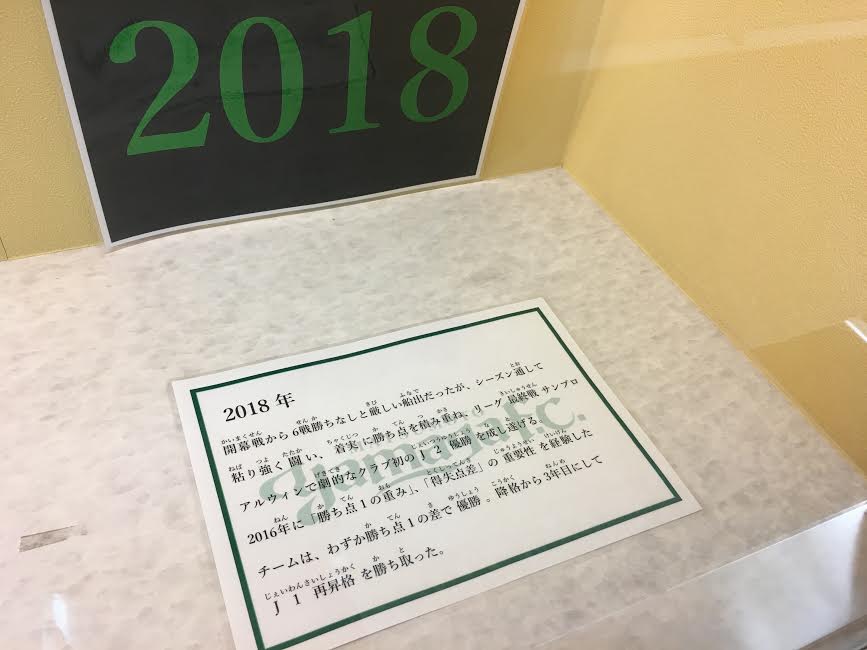 2018
2018年
開幕戦から6戦勝ちなしと厳しい船出だったが、シーズン通して
粘り強く闘い、着実に勝ち点を積み重ね、リーグ最終戦サンプロ
アルウィンで劇的なクラブ初のJ2優勝を成し遂げる。
2016年に「勝ち点1の重み」、「得失点差」の重要性を経験した
チームは、わずか勝ち点1の差で優勝。降格から3年目にして
J1再昇格を勝ち取った。